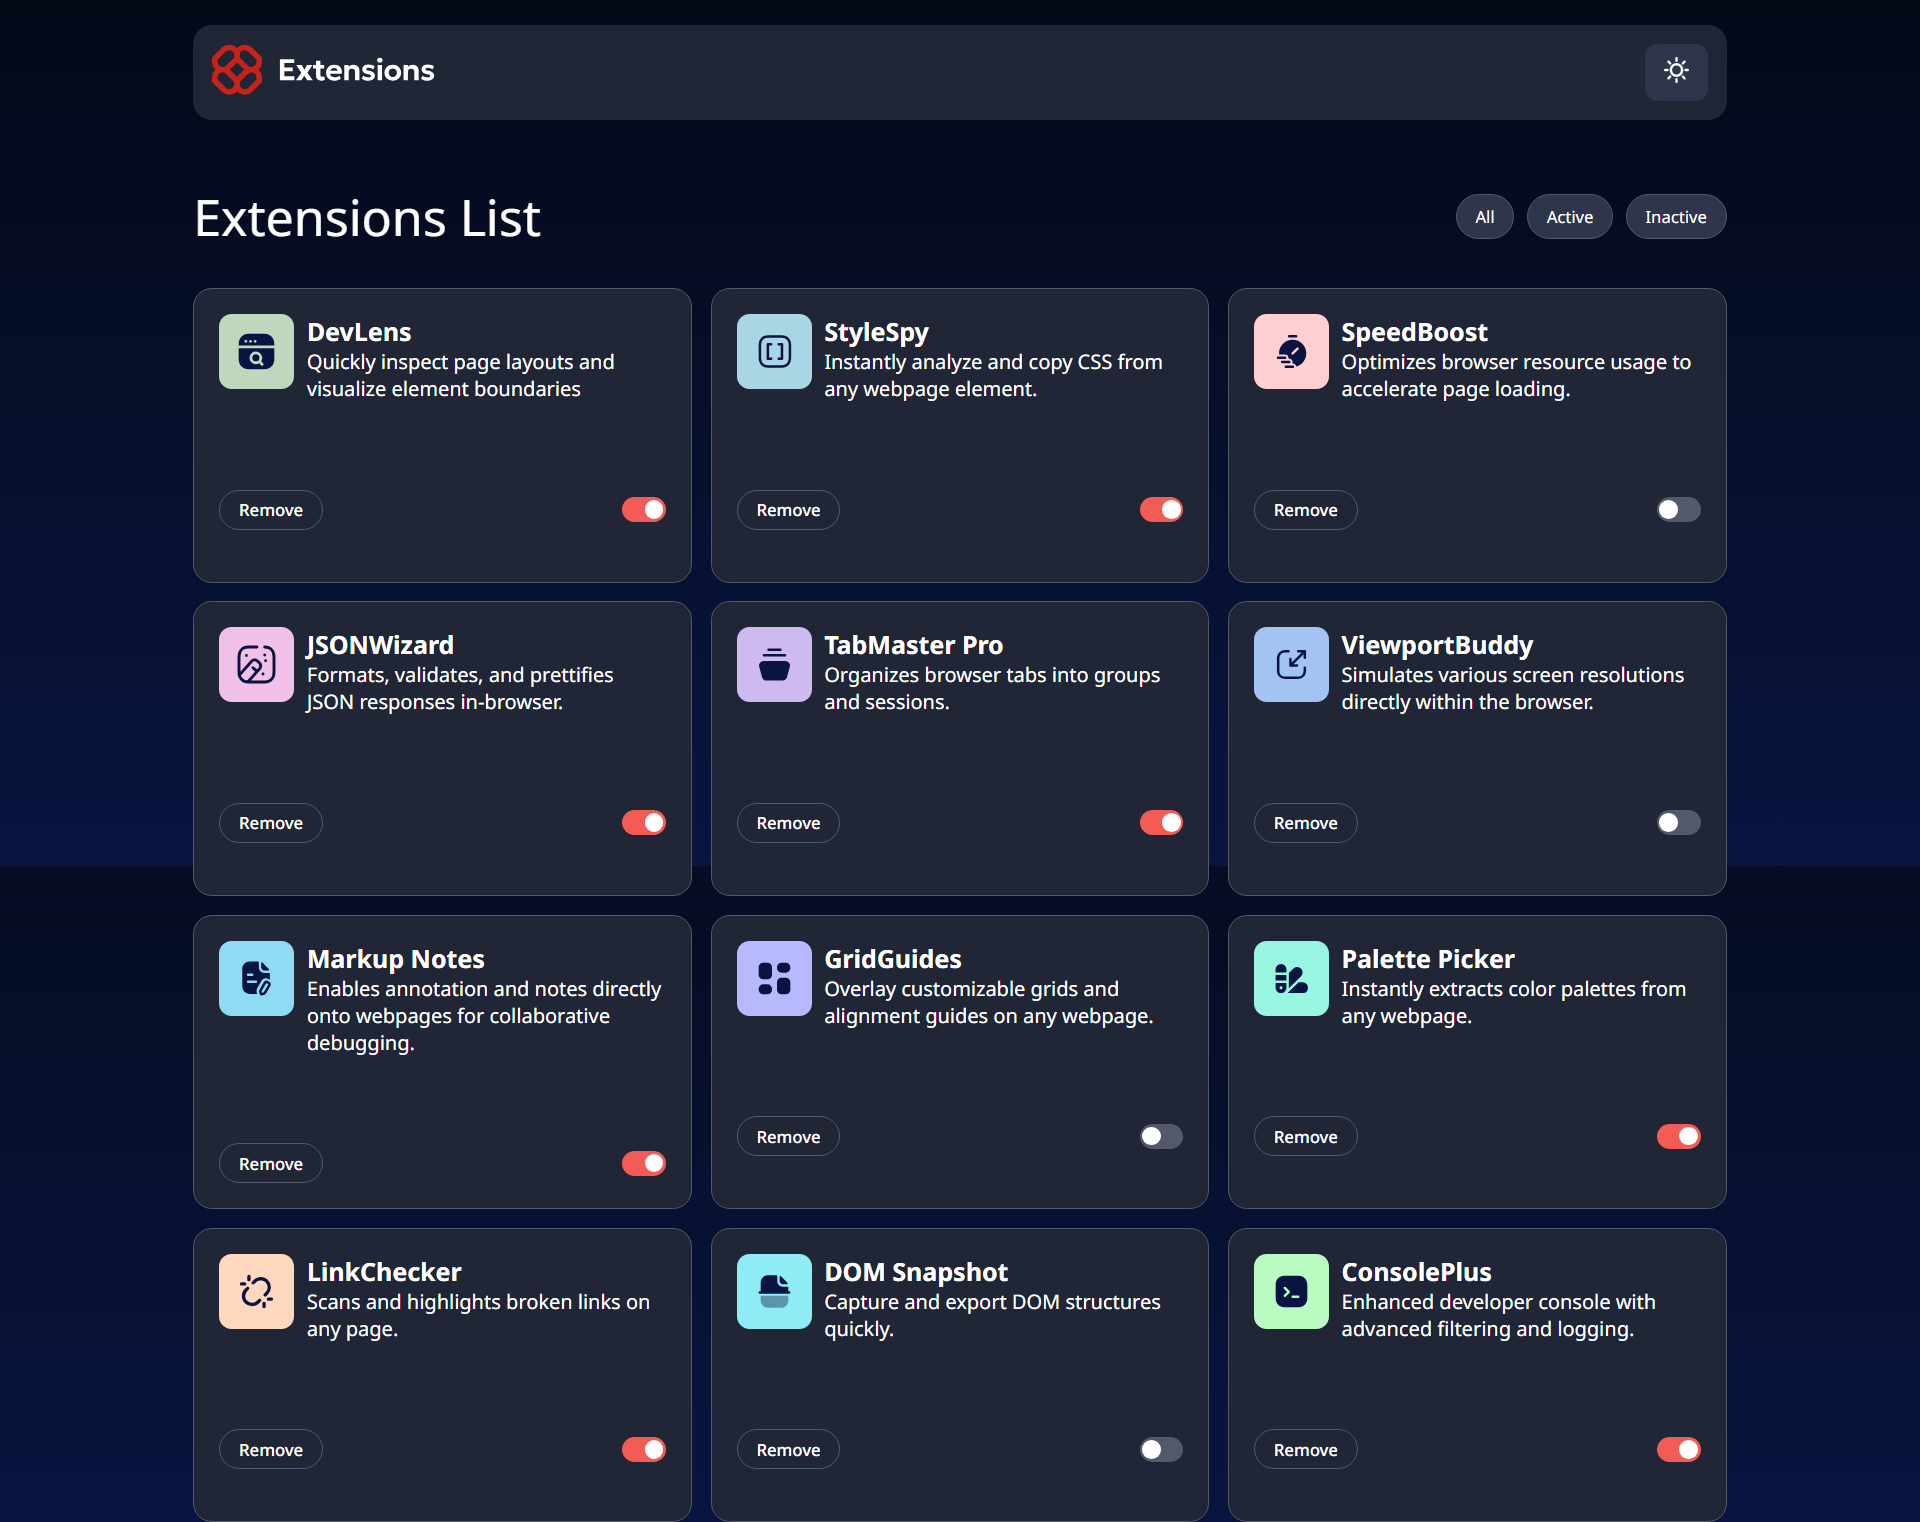 Extensions
Extensions List
All
Active
Inactive
DevLens
Quickly inspect page layouts and
visualize element boundaries
Remove
StyleSpy
Instantly analyze and copy CSS from
any webpage element.
Remove
SpeedBoost
Optimizes browser resource usage to
accelerate page loading.
Remove
JSONWizard
Formats, validates, and prettifies
JSON responses in-browser.
Remove
TabMaster Pro
Organizes browser tabs into groups
and sessions.
Remove
ViewportBuddy
Simulates various screen resolutions
directly within the browser.
Remove
Markup Notes
Enables annotation and notes directly
onto webpages for collaborative
debugging.
Remove
GridGuides
Overlay customizable grids and
alignment guides on any webpage.
Remove
Palette Picker
Instantly extracts color palettes from
any webpage.
Remove
LinkChecker
Scans and highlights broken links on
any page.
Remove
DOM Snapshot
Capture and export DOM structures
quickly.
Remove
ConsolePlus
Enhanced developer console with
advanced filtering and logging.
Remove